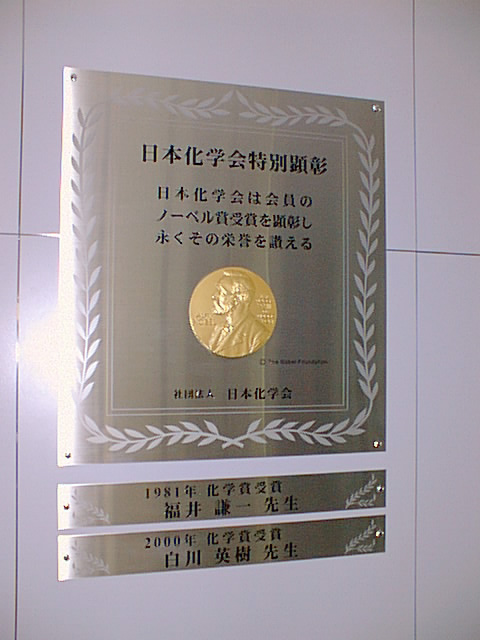 日本化学会特別顕彰
日本化学会は会員の
ノーベル賞受賞を顕彰し
永くその栄誉を讃える
The Nobel Foundation
社団法人 日本化学会
1981年 化学賞受賞
福井 謙一 先生
2000年 化学賞受賞
白川 英樹 先生